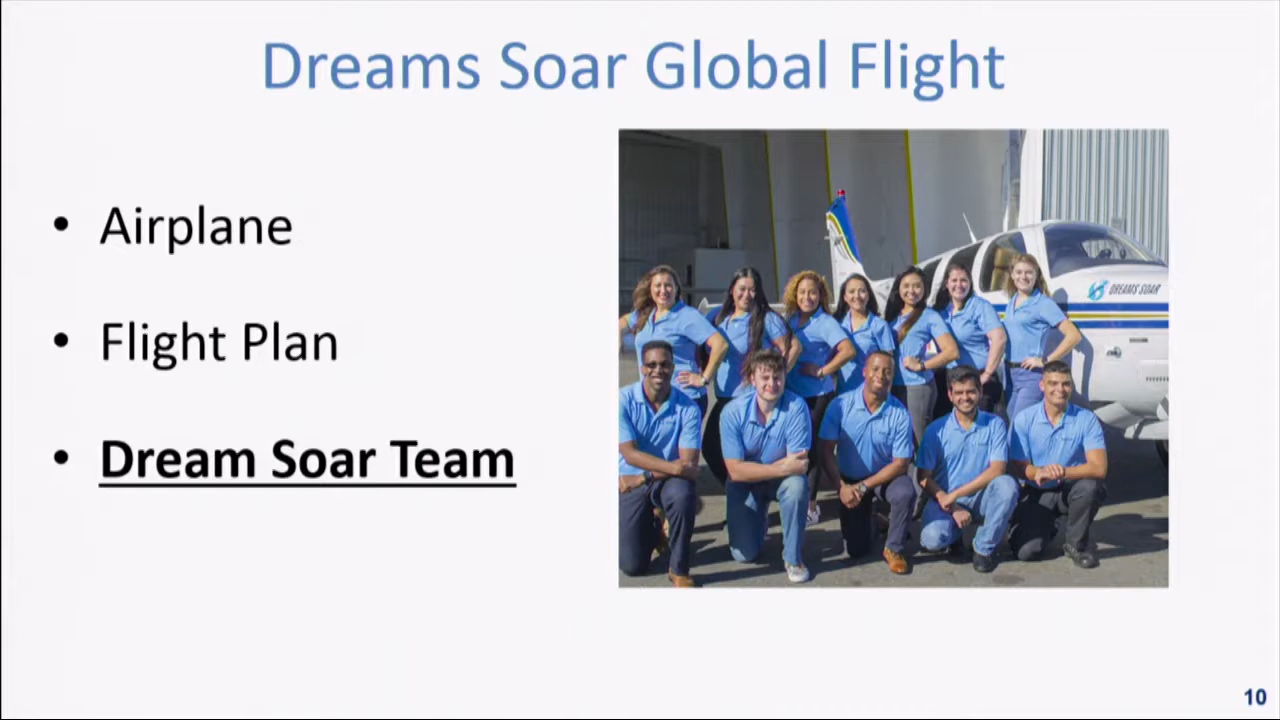 Dreams Soar Global Flight
• Airplane
• Flight Plan
• Dream Soar Team
DREAMS SOAR
10